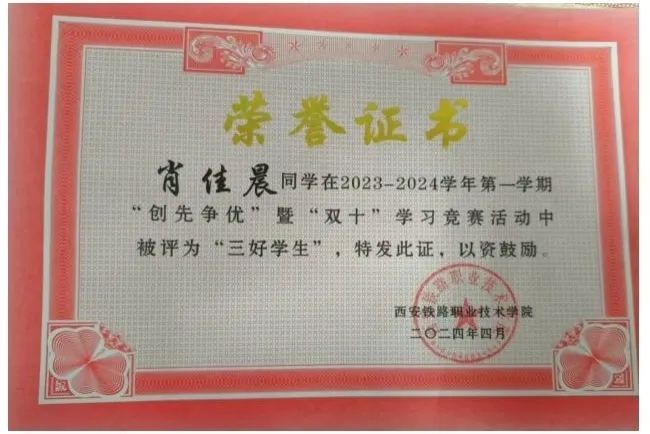 荣誉证书
肖佳晨同学在2023-2024学年第一学期
“创先争优”暨“双十”学习竞赛活动中
被评为“三好学生”，特发此证，以资鼓励。
西安铁路职业技术学院
二〇二四年四月